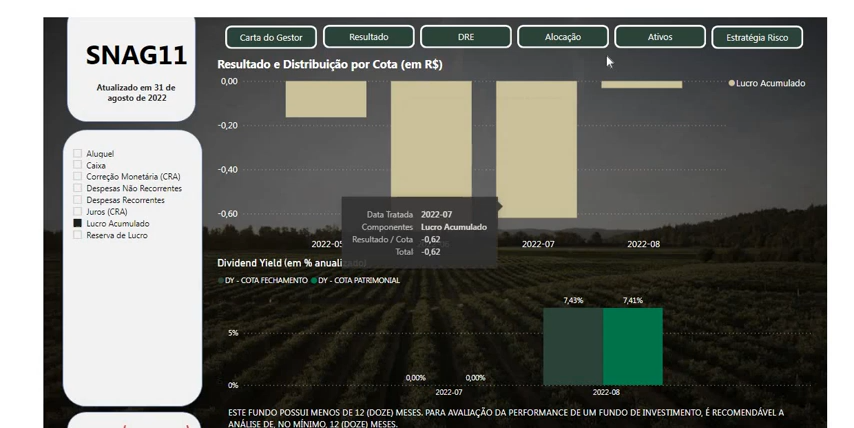 SNAG11
Atualizado em 31 de
agosto de 2022
Carta do Gestor
Resultado
DRE
Alocação
Ativos
Estratégia Risco
Aluguel
Caixa
Correção Monetária (CRA)
Despesas Não Recorrentes
Despesas Recorrentes
Juros (CRA)
Lucro Acumulado
Reserva de Lucro
Resultado e Distribuição por Cota (em R$)
Lucro Acumulado
0,00
-0,20
-0,40
-0,60
Data Tratada 2022-07
Componentes Lucro Acumulado
Resultado / Cota -0,62
Total -0,62
2022-05
2022-07
2022-08
Dividend Yield (em % anualizado)
DY - COTA FECHAMENTO
DY - COTA PATRIMONIAL
5%
0%
0,00%
0,00%
7,43%
7,41%
2022-07
2022-08
ESTE FUNDO POSSUI MENOS DE 12 (DOZE) MESES. PARA AVALIAÇÃO DA PERFORMANCE DE UM FUNDO DE INVESTIMENTO, É RECOMENDÁVEL A
ANÁLISE DE, NO MÍNIMO, 12 (DOZE) MESES.